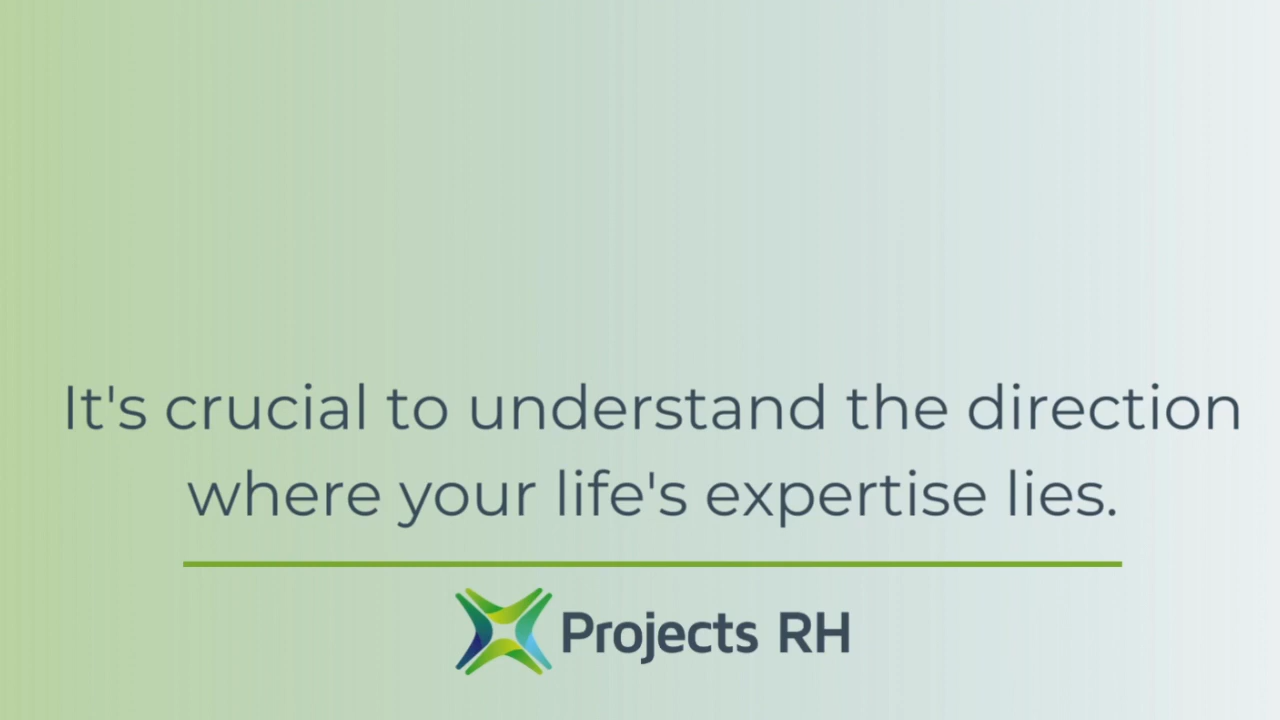 It's crucial to understand the direction
where your life's expertise lies.
Projects RH